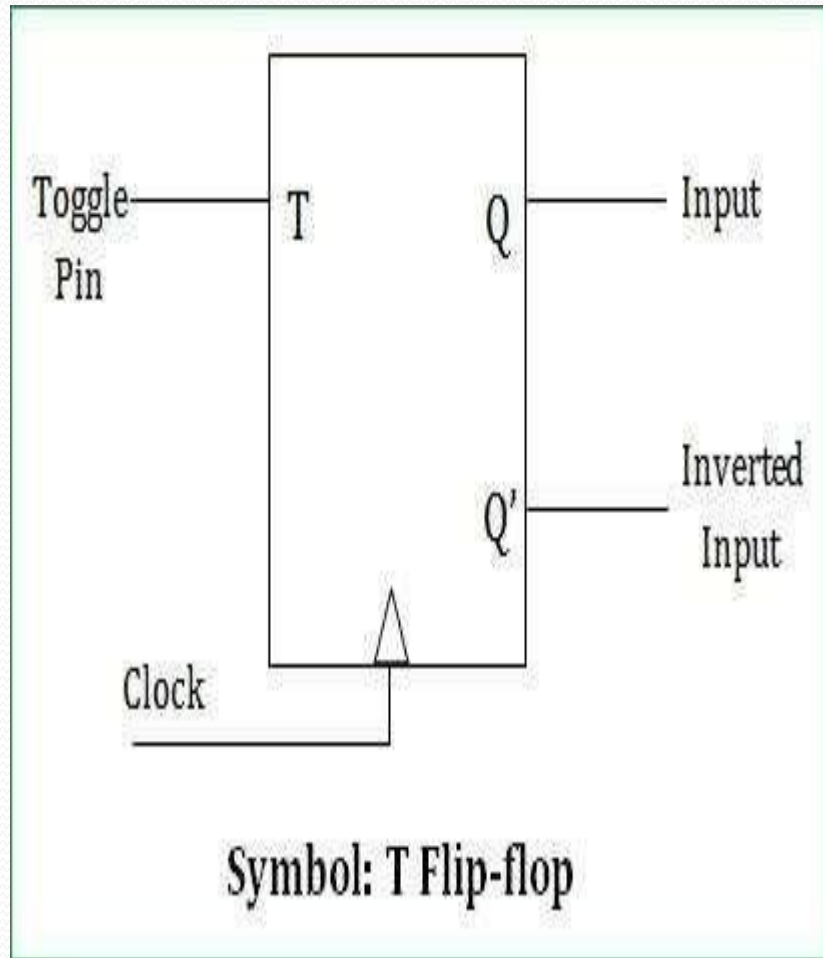 Toggle
Pin
T
Q
Input
Q'
Inverted
Input
Clock
Symbol: T Flip-flop